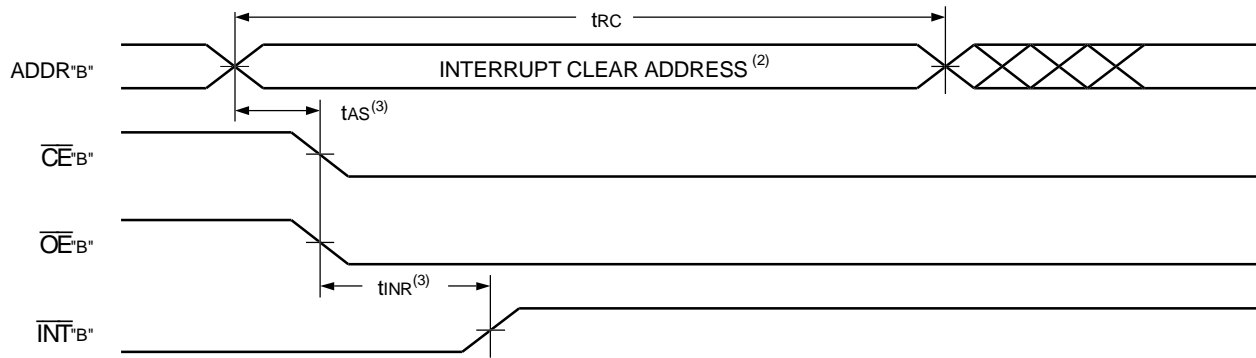 tRC
ADDR"B"
INTERRUPT CLEAR ADDRESS (2)
tAS(3)
CE"B"
OE"B"
tINR(3)
INT"B"